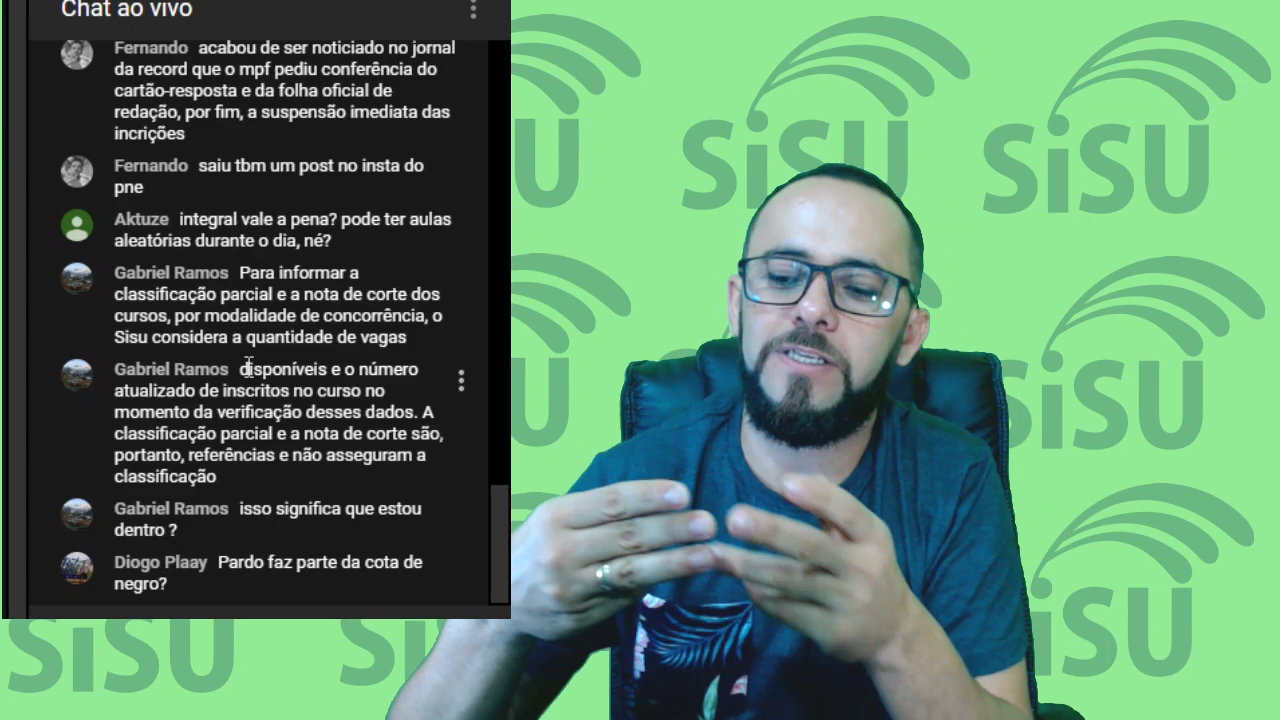 Chat ao vivo
Fernando acabou de ser noticiado no jornal
da record que o mpf pediu conferência do
cartão-resposta e da folha oficial de
redação, por fim, a suspensão imediata das
incrições
Fernando saiu tbm um post no insta do
pne
Aktuze integral vale a pena? pode ter aulas
aleatórias durante o dia, né?
Gabriel Ramos Para informar a
classificação parcial e a nota de corte dos
cursos, por modalidade de concorrência, o
Sisu considera a quantidade de vagas
Gabriel Ramos disponíveis e o número
atualizado de inscritos no curso no
momento da verificação desses dados. A
classificação parcial e a nota de corte são,
portanto, referências e não asseguram a
classificação
Gabriel Ramos isso significa que estou
dentro ?
Diogo Plaay Pardo faz parte da cota de
negro?
SiSU
SiSU
SiSU
SiSU
SiSU
SiSU